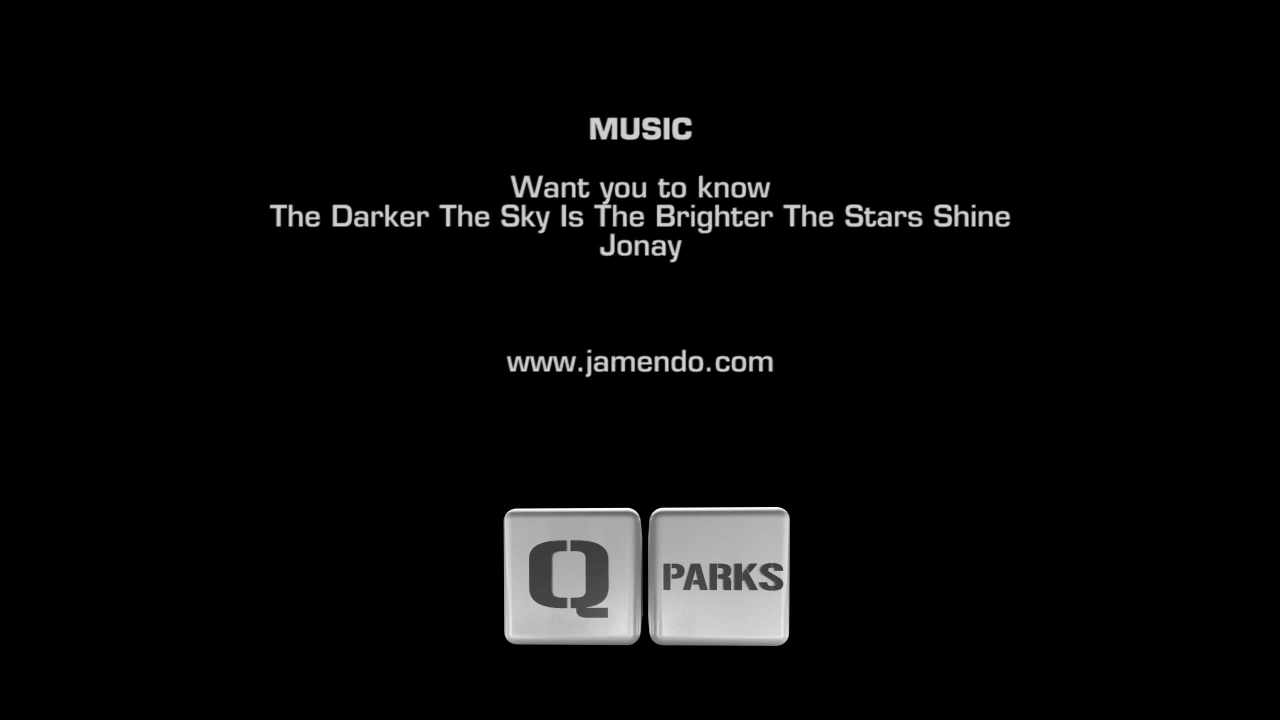 MUSIC
Want you to know
The Darker The Sky Is The Brighter The Stars Shine
Jonay
www.jamendo.com
Q PARKS